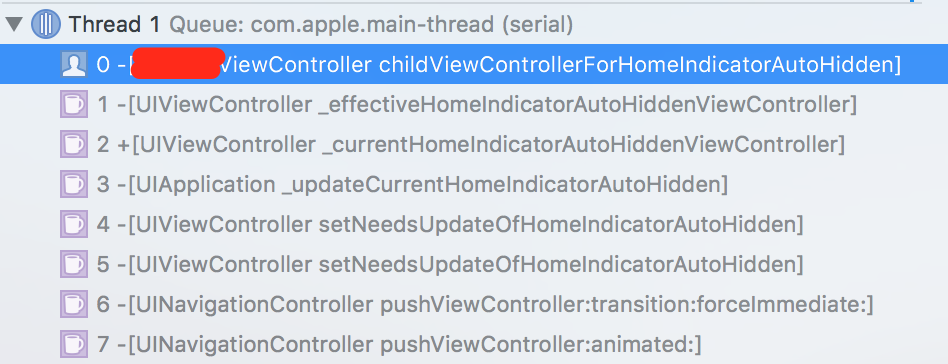 Thread 1 Queue: com.apple.main-thread (serial)
0 -[ViewController childViewControllerForHomeIndicatorAutoHidden]
1 -[UIViewController _effectiveHomeIndicatorAutoHiddenViewController]
2 +[UIViewController _currentHomeIndicatorAutoHiddenViewController]
3 -[UIApplication _updateCurrentHomeIndicatorAutoHidden]
4 -[UIViewController setNeedsUpdateOfHomeIndicatorAutoHidden]
5 -[UIViewController setNeedsUpdateOfHomeIndicatorAutoHidden]
6 -[UINavigationController pushViewController:transition:forceImmediate:]
7 -[UINavigationController pushViewController:animated:]